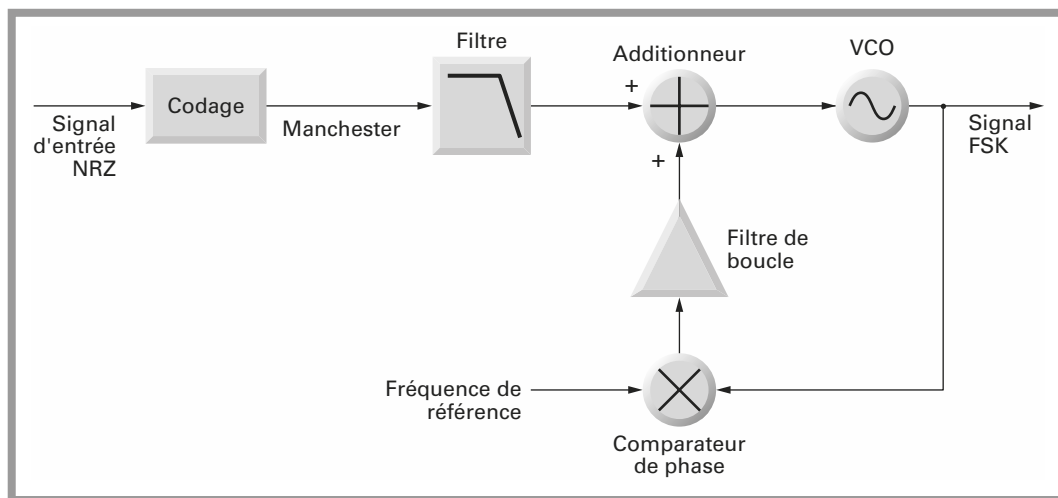 Filtre
Additionneur
VCO
Codage
Signal
d'entrée
NRZ
Manchester
+
+
Signal
FSK
Filtre de
boucle
Fréquence de
référence
Comparateur
de phase